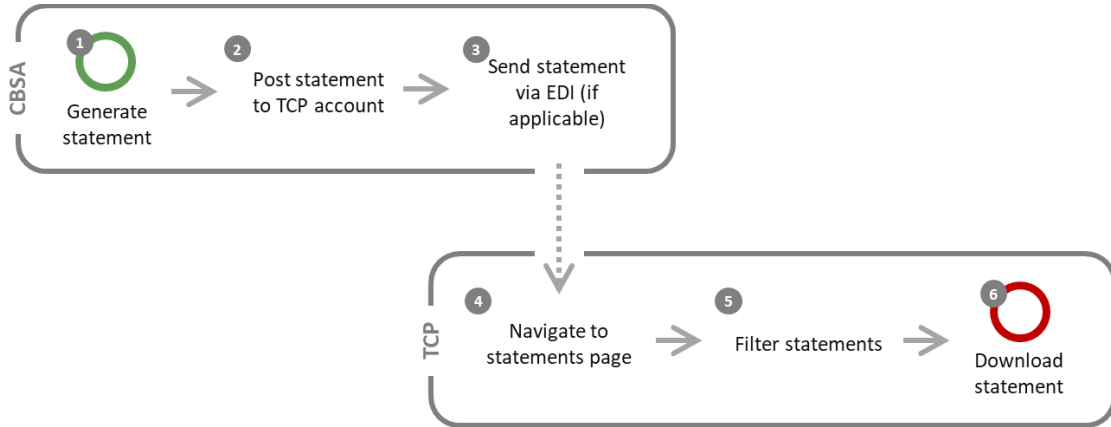 CBSA
1
Generate
statement
2
Post statement
to TCP account
3
Send statement
via EDI (if
applicable)
TCP
4
Navigate to
statements page
5
Filter statements
6
Download
statement